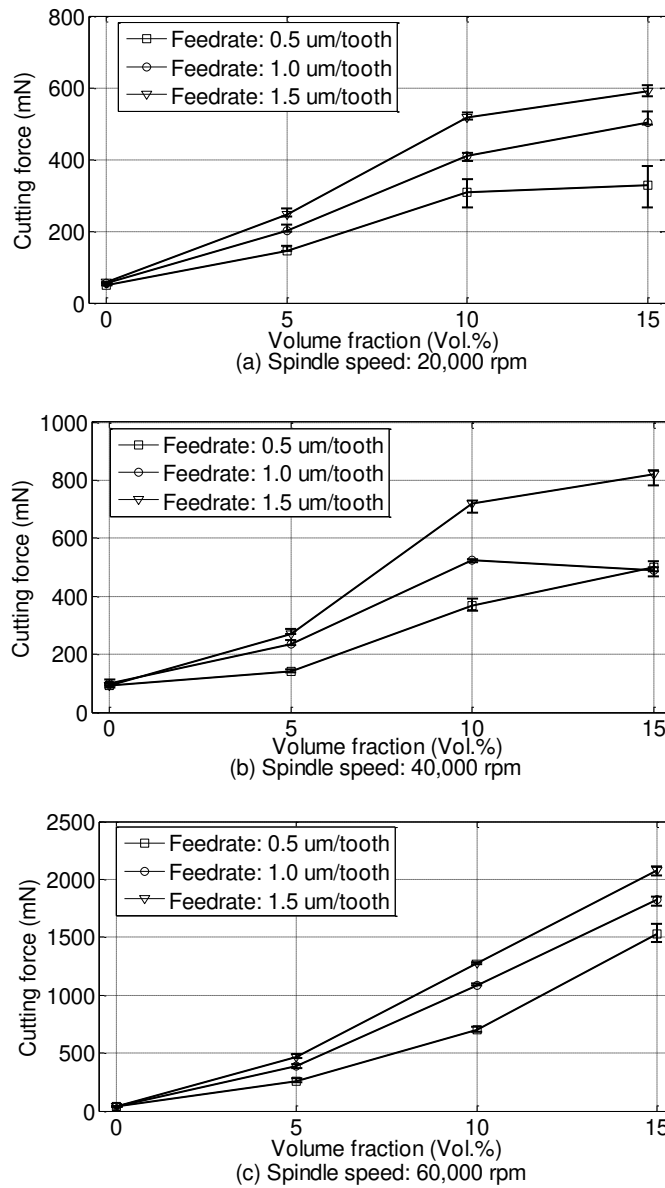 800
600
400
200
0
Cutting force (mN)
Feedrate: 0.5 um/tooth
Feedrate: 1.0 um/tooth
Feedrate: 1.5 um/tooth
0 5 10 15
Volume fraction (Vol.%)
(a) Spindle speed: 20,000 rpm
1000
800
600
400
200
0
Cutting force (mN)
Feedrate: 0.5 um/tooth
Feedrate: 1.0 um/tooth
Feedrate: 1.5 um/tooth
0 5 10 15
Volume fraction (Vol.%)
(b) Spindle speed: 40,000 rpm
2500
2000
1500
1000
500
0
Cutting force (mN)
Feedrate: 0.5 um/tooth
Feedrate: 1.0 um/tooth
Feedrate: 1.5 um/tooth
0 5 10 15
Volume fraction (Vol.%)
(c) Spindle speed: 60,000 rpm